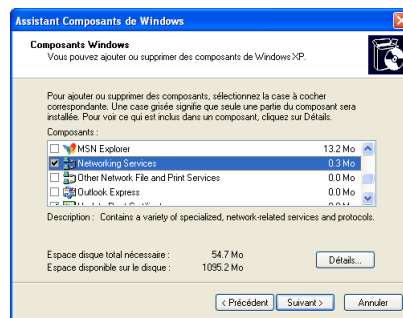 Assistant Composants de Windows
Composants Windows
Vous pouvez ajouter ou supprimer des composants de Windows XP.
Pour ajouter ou supprimer des composants, sélectionnez la case à cocher
correspondante. Une case grisée signifie que seule une partie du composant sera
installée. Pour voir ce qui est inclus dans un composant, cliquez sur Détails.
Composants :
MSN Explorer 13.2 Mo
Networking Services 0.3 Mo
Other Network File and Print Services 0.0 Mo
Outlook Express 0.0 Mo
Description : Contains a variety of specialized, network-related services and protocols.
Espace disque total nécessaire : 54.7 Mo
Espace disponible sur le disque : 1095.2 Mo
Détails...
< Précédent Suivant > Annuler